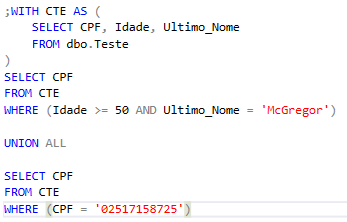 ;WITH CTE AS (
SELECT CPF, Idade, Ultimo_Nome
FROM dbo.Teste
)
SELECT CPF
FROM CTE
WHERE (Idade >= 50 AND Ultimo_Nome = 'McGregor')
UNION ALL
SELECT CPF
FROM CTE
WHERE (CPF = '02517158725')